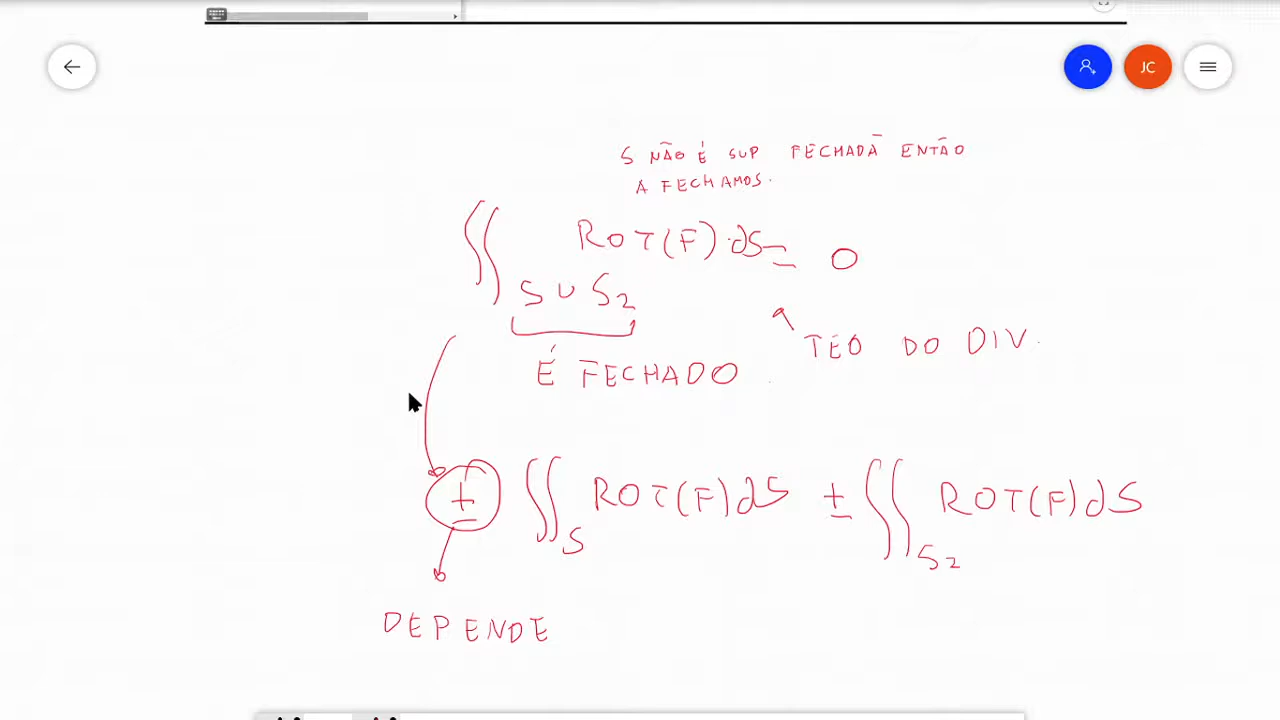 JC
S NÃO É SUP FECHADA ENTÃO
A FECHAMOS.
∬ ROT(F)·dS = 0
S ∪ S₂
TEO DO DIV.
É FECHADO
± ∬ ROT(F)dS ± ∬ ROT(F)dS
S S₂
DEPENDE